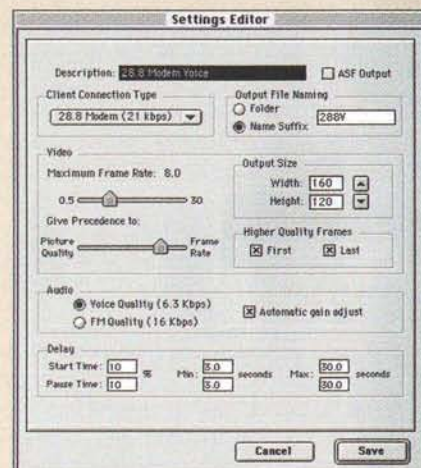 Settings Editor
Description: 28.8 Modem Voice
ASF Output
Client Connection Type
28.8 Modem (21 kbps)
Output File Naming
Folder
Name Suffix
288V
Video
Maximum Frame Rate: 8.0
0.5
30
Give Precedence to:
Picture Quality
Frame Rate
Output Size
Width: 160
Height: 120
Higher Quality Frames
First
Last
Audio
Voice Quality (6.3 Kbps)
FM Quality (16 Kbps)
Automatic gain adjust
Delay
Start Time: 10 % Min: 3.0 seconds Max: 30.0 seconds
Pause Time: 10 3.0 30.0
Cancel
Save